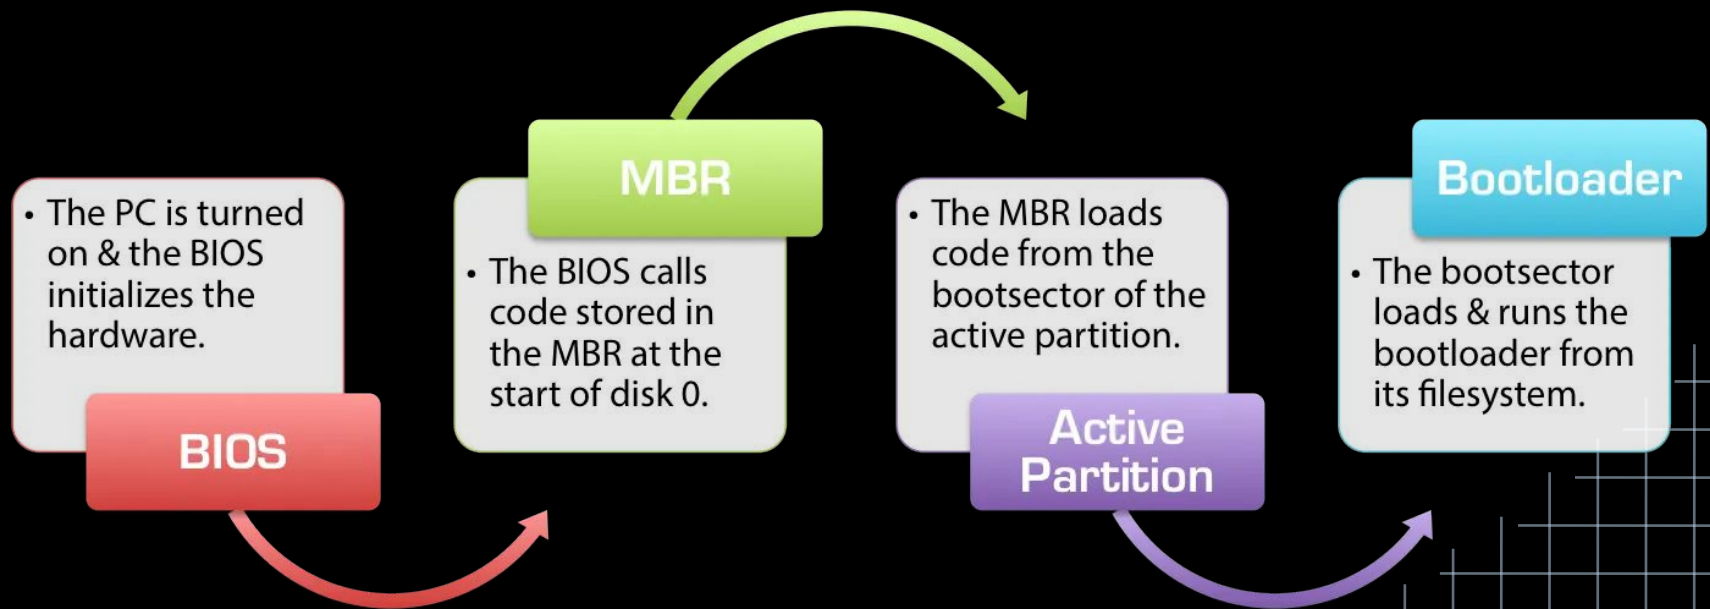 • The PC is turned
on & the BIOS
initializes the
hardware.
BIOS
MBR
• The BIOS calls
code stored in
the MBR at the
start of disk 0.
• The MBR loads
code from the
bootsector of the
active partition.
Active
Partition
Bootloader
• The bootsector
loads & runs the
bootloader from
its filesystem.